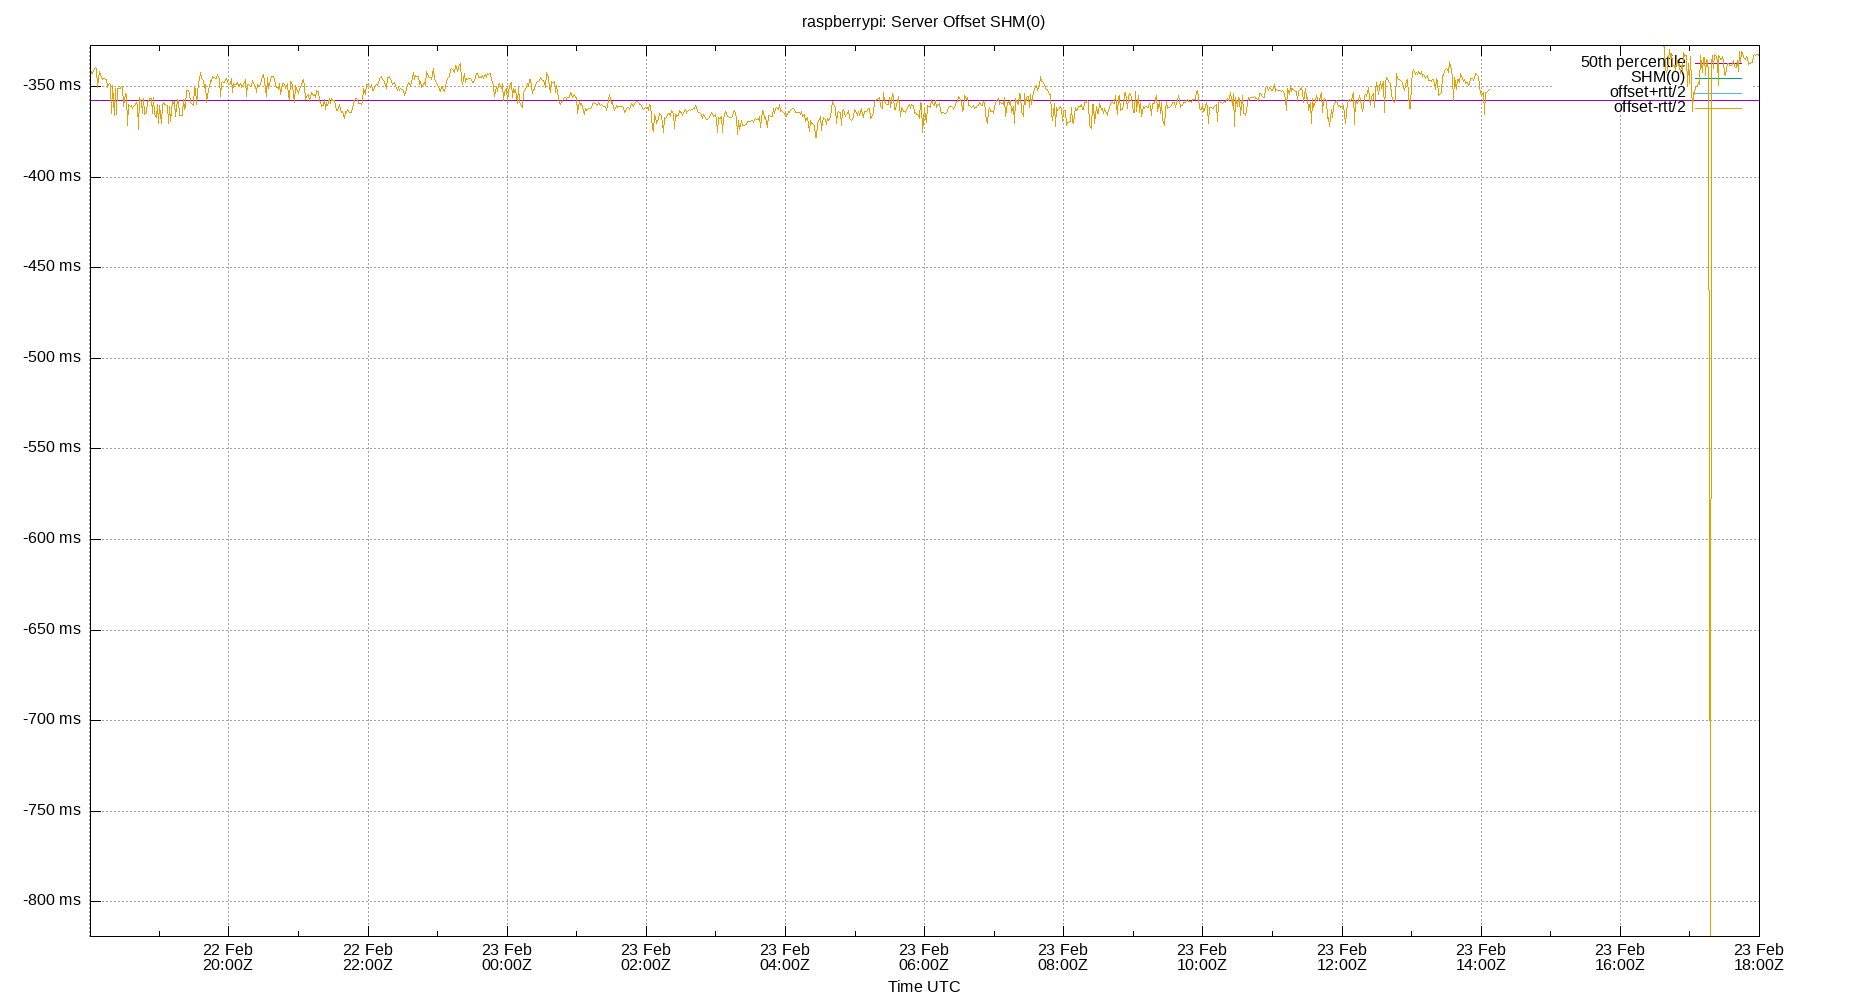 raspberrypi: Server Offset SHM(0)
50th percentile
SHM(0)
offset+rtt/2
offset-rtt/2
-350 ms
-400 ms
-450 ms
-500 ms
-550 ms
-600 ms
-650 ms
-700 ms
-750 ms
-800 ms
22 Feb 22 Feb 23 Feb 23 Feb 23 Feb 23 Feb 23 Feb 23 Feb 23 Feb 23 Feb 23 Feb 23 Feb
20:00Z 22:00Z 00:00Z 02:00Z 04:00Z 06:00Z 08:00Z 10:00Z 12:00Z 14:00Z 16:00Z 18:00Z
Time UTC